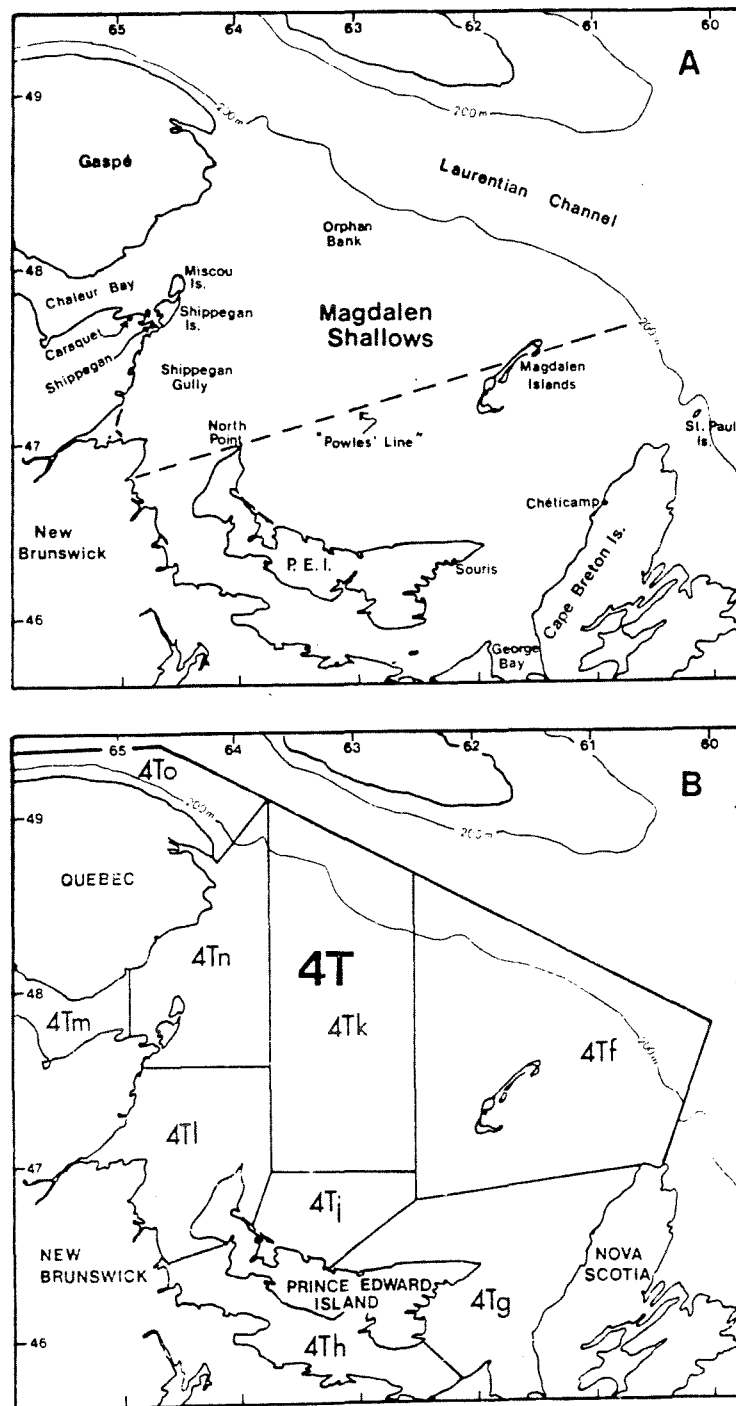 65 64 63 62 61 60
A
49
200m
200m
Gaspé
Laurentian Channel
Orphan
Bank
48
Miscou
Is.
Chaleur Bay
Shippegan
Is.
Caraquet
Magdalen
Shallows
200m
Shippegan
Shippegan
Gully
Magdalen
Islands
North
Point
"Powles' Line"
St. Paul
Is.
47
Chéticamp
New
Brunswick
P.E.I.
Souris
Cape Breton Is.
46
George
Bay
65 64 63 62 61 60
4To
B
200m
200m
49
QUEBEC
4Tn
4T
48
4Tm
4Tk
4Tf
200m
4Tl
47
4Tj
NEW
BRUNSWICK
PRINCE EDWARD
ISLAND
NOVA
SCOTIA
4Tg
46
4Th